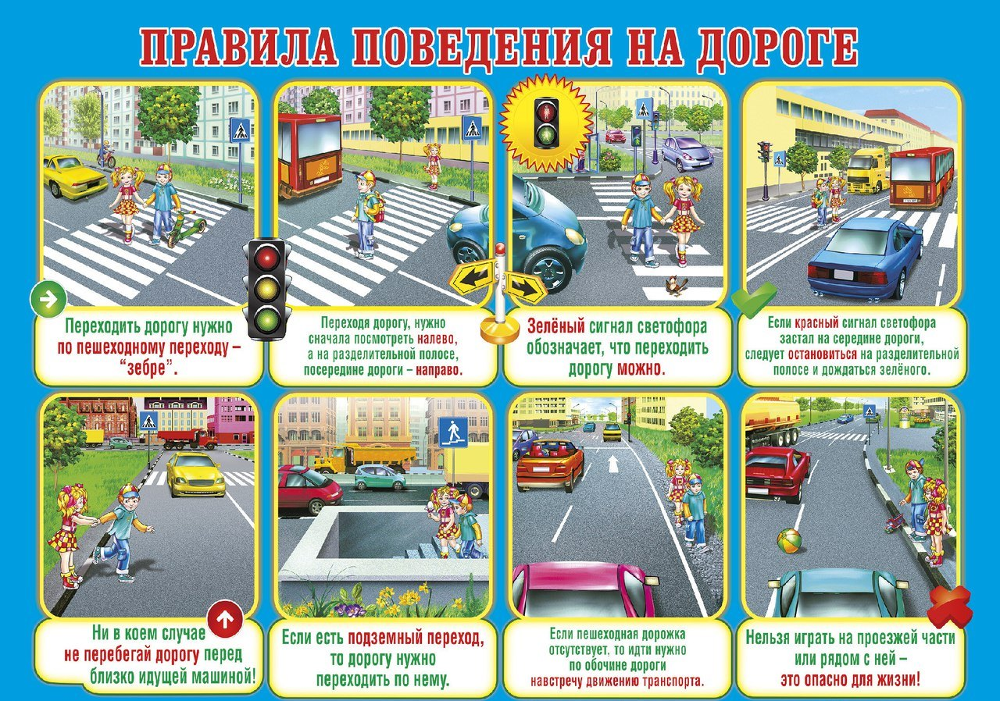 ПРАВИЛА ПОВЕДЕНИЯ НА ДОРОГЕ
Переходить дорогу нужно
по пешеходному переходу –
“зебре”.
Переходя дорогу, нужно
сначала посмотреть налево,
а на разделительной полосе,
посередине дороги – направо.
Зелёный сигнал светофора
обозначает, что переходить
дорогу можно.
Если красный сигнал светофора
застал на середине дороги,
следует остановиться на разделительной
полосе и дождаться зелёного.
Ни в коем случае
не перебегай дорогу перед
близко идущей машиной!
Если есть подземный переход,
то дорогу нужно
переходить по нему.
Если пешеходная дорожка
отсутствует, то идти нужно
по обочине дороги
навстречу движению транспорта.
Нельзя играть на проезжей части
или рядом с ней –
это опасно для жизни!